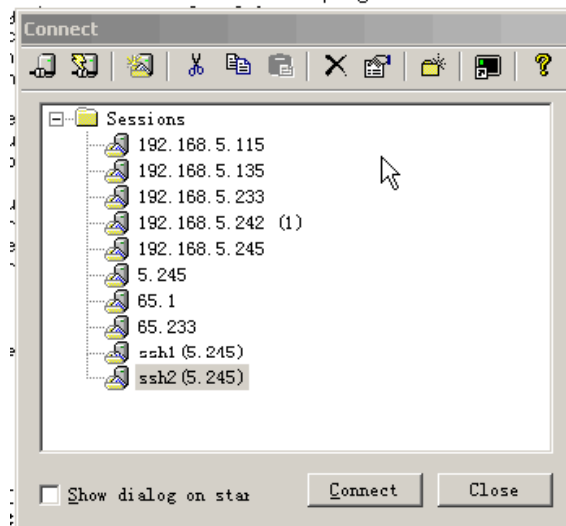 Connect
Sessions
192.168.5.115
192.168.5.135
192.168.5.233
192.168.5.242 (1)
192.168.5.245
5.245
65.1
65.233
ssh1(5.245)
ssh2(5.245)
Show dialog on star
Connect
Close